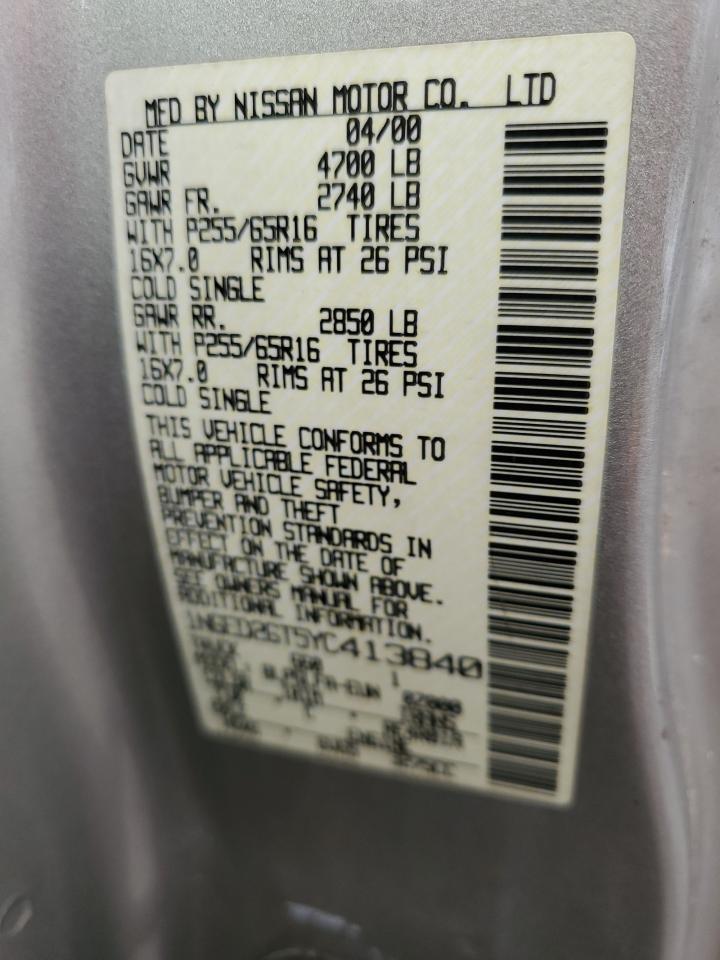 MFD BY NISSAN MOTOR CO. LTD
DATE 04/00
GVWR 4700 LB
GAWR FR. 2740 LB
WITH P255/65R16 TIRES
16X7.0 RIMS AT 26 PSI
COLD SINGLE
GAWR RR. 2850 LB
WITH P255/65R16 TIRES
16X7.0 RIMS AT 26 PSI
COLD SINGLE
THIS VEHICLE CONFORMS TO
ALL APPLICABLE FEDERAL
MOTOR VEHICLE SAFETY,
BUMPER AND THEFT
PREVENTION STANDARDS IN
EFFECT ON THE DATE OF
MANUFACTURE SHOWN ABOVE.
SEE OWNERS MANUAL FOR
ADDITIONAL INFORMATION.
1N6ED26T5YC413840
TRUCK